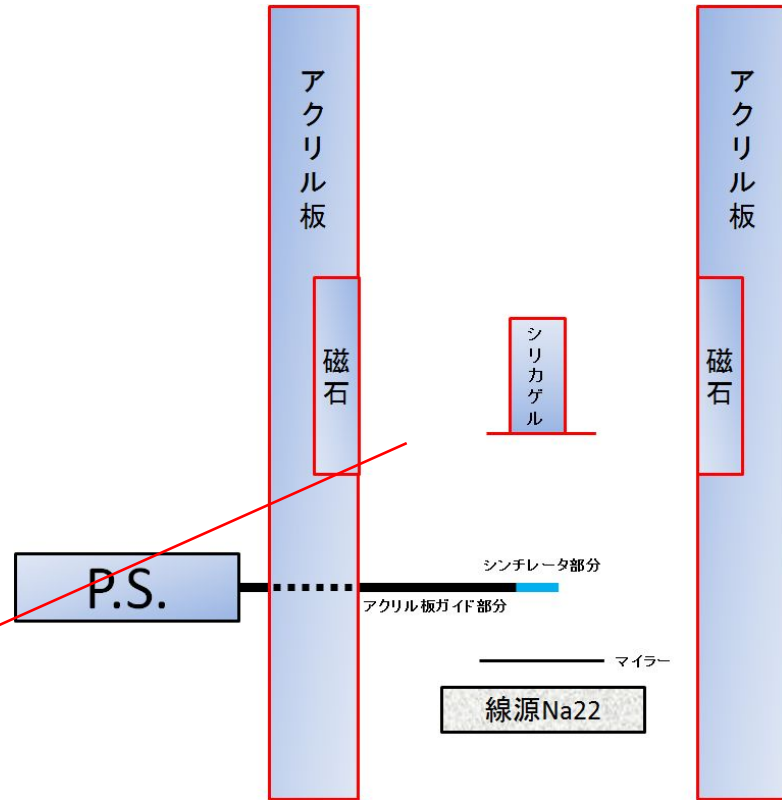 アクリル板
アクリル板
磁石
シリカゲル
磁石
シンチレータ部分
P.S.
アクリル板ガイド部分
マイラー
線源Na22